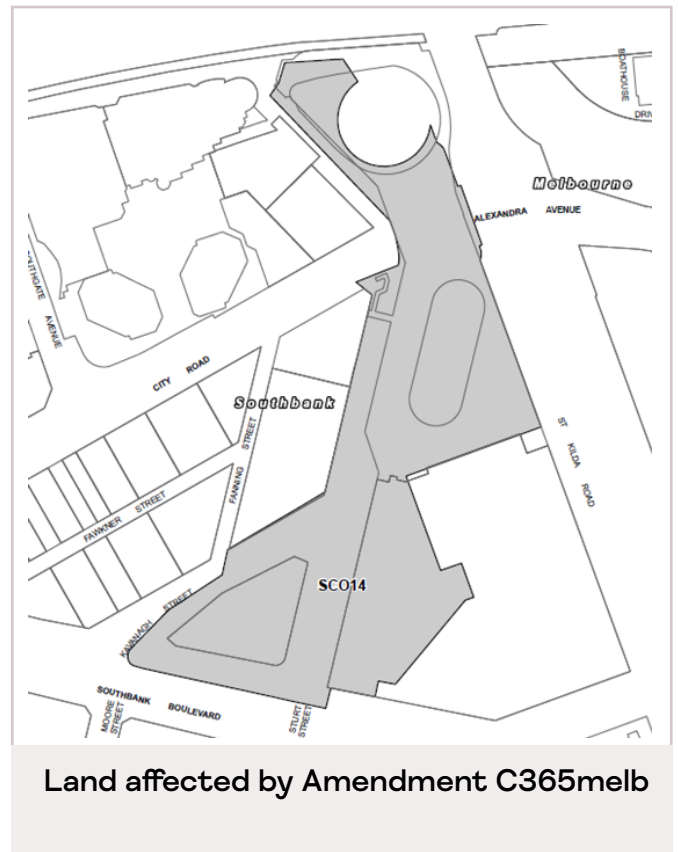 BOATHOUSE
DRIV
Melbourne
ALEXANDRA AVENUE
SOUTHGATE
AVENUE
CITY ROAD
Southbank
FANNING
STREET
ST
KILDA
ROAD
FAWKNER STREET
SCO14
KAVANAGH STREET
SOUTHBANK BOULEVARD
MOORE
STREET
STURT
STREET
Land affected by Amendment C365melb